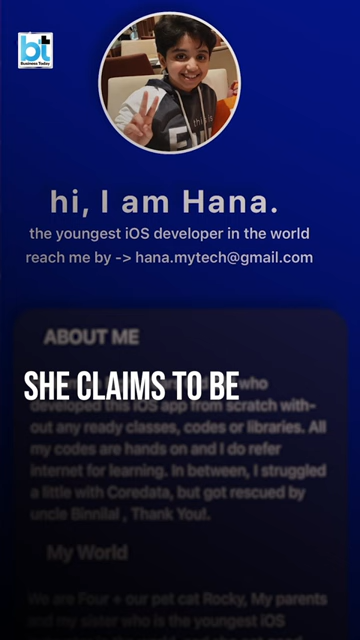 bt
Business Today
hi, I am Hana.
the youngest iOS developer in the world
reach me by -> hana.mytech@gmail.com
ABOUT ME
SHE CLAIMS TO BE
who
developed this iOS app from scratch with-
out any ready classes, codes or libraries. All
my codes are hands on and I do refer
internet for learning. In between, I struggled
a little with Coredata, but got rescued by
uncle Binnilal , Thank You!.
My World
We are Four + our pet cat Rocky, My parents
and my sister who is the youngest iOS